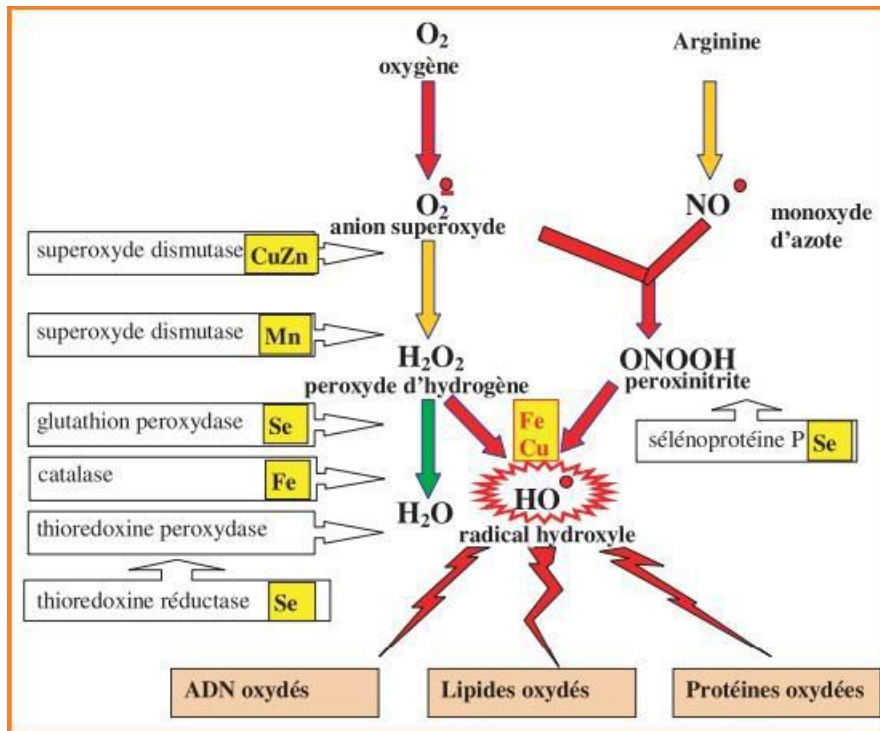 O₂
oxygène
Arginine
O₂
anion superoxyde
NO
monoxyde
d'azote
superoxyde dismutase CuZn
superoxyde dismutase Mn
H₂O₂
peroxyde d'hydrogène
ONOOH
peroxinitrite
glutathion peroxydase Se
Fe
Cu
sélénoprotéine P Se
catalase Fe
HO
H₂O
radical hydroxyle
thioredoxine peroxydase
thioredoxine réductase Se
ADN oxydés
Lipides oxydés
Protéines oxydées